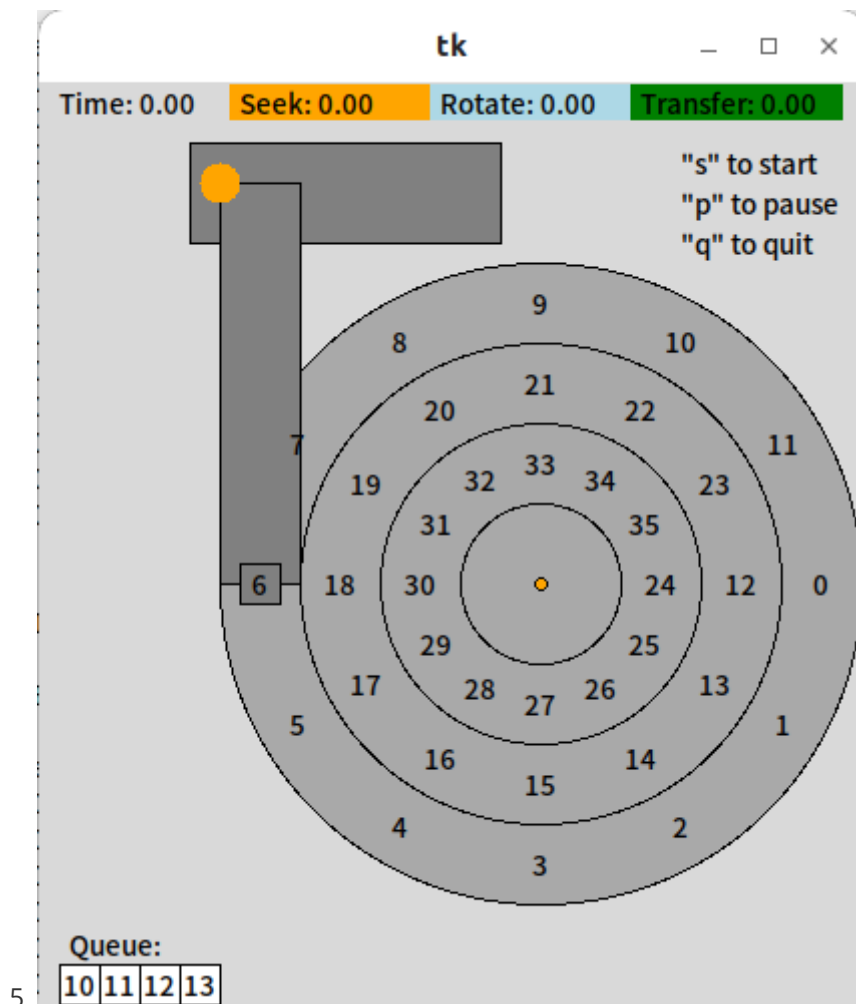 tk
Time: 0.00 Seek: 0.00 Rotate: 0.00 Transfer: 0.00
"s" to start
"p" to pause
"q" to quit
9
8 10
21
20 22
7 11
33
32 34
19 23
31 35
6 18 30 24 12 0
29 25
28 26
17 13
27
5 1
16 14
15
4 2
3
Queue:
10 11 12 13
5